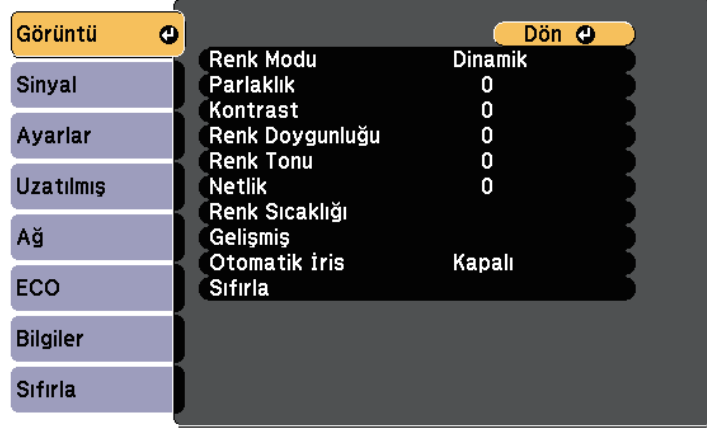 Görüntü
Sinyal
Ayarlar
Uzatılmış
Ağ
ECO
Bilgiler
Sıfırla
Dön
Renk Modu Dinamik
Parlaklık 0
Kontrast 0
Renk Doygunluğu 0
Renk Tonu 0
Netlik 0
Renk Sıcaklığı
Gelişmiş
Otomatik İris Kapalı
Sıfırla